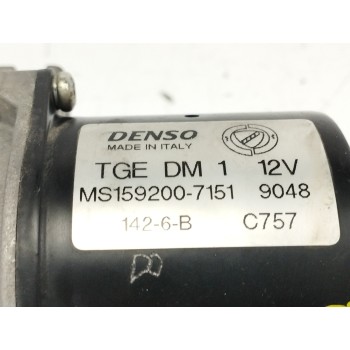 DENSO
MADE IN ITALY
TGE DM 1 12V
MS159200-7151 9048
142-6-B C757